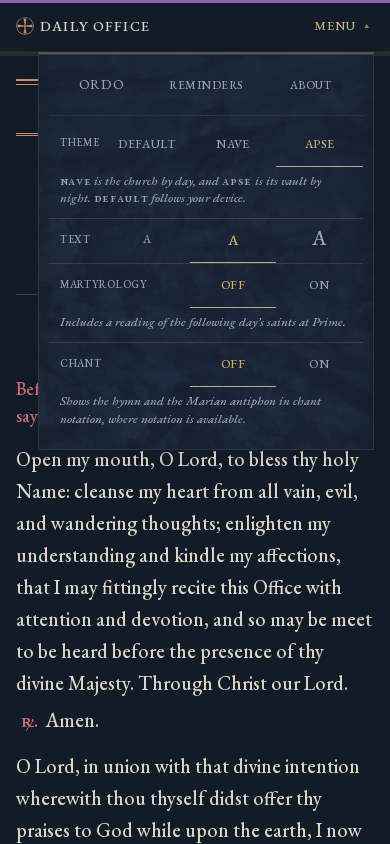 DAILY OFFICE
MENU ▲
ORDO REMINDERS ABOUT
THEME DEFAULT NAVE APSE
NAVE is the church by day, and APSE is its vault by
night. DEFAULT follows your device.
TEXT A A A
MARTYROLOGY OFF ON
Includes a reading of the following day's saints at Prime.
CHANT OFF ON
Shows the hymn and the Marian antiphon in chant
notation, where notation is available.
Bef
say
Open my mouth, O Lord, to bless thy holy
Name: cleanse my heart from all vain, evil,
and wandering thoughts; enlighten my
understanding and kindle my affections,
that I may fittingly recite this Office with
attention and devotion, and so may be meet
to be heard before the presence of thy
divine Majesty. Through Christ our Lord.
℟. Amen.
O Lord, in union with that divine intention
wherewith thou thyself didst offer thy
praises to God while upon the earth, I now